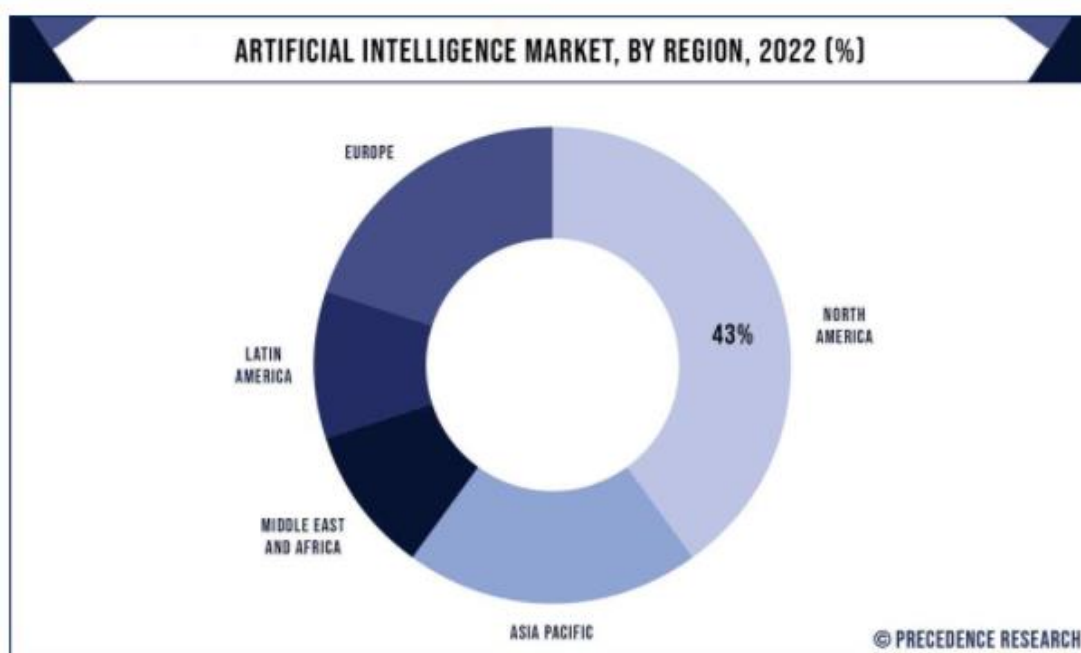 ARTIFICIAL INTELLIGENCE MARKET, BY REGION, 2022 (%)
EUROPE
NORTH
AMERICA
43%
LATIN
AMERICA
MIDDLE EAST
AND AFRICA
ASIA PACIFIC
© PRECEDENCE RESEARCH